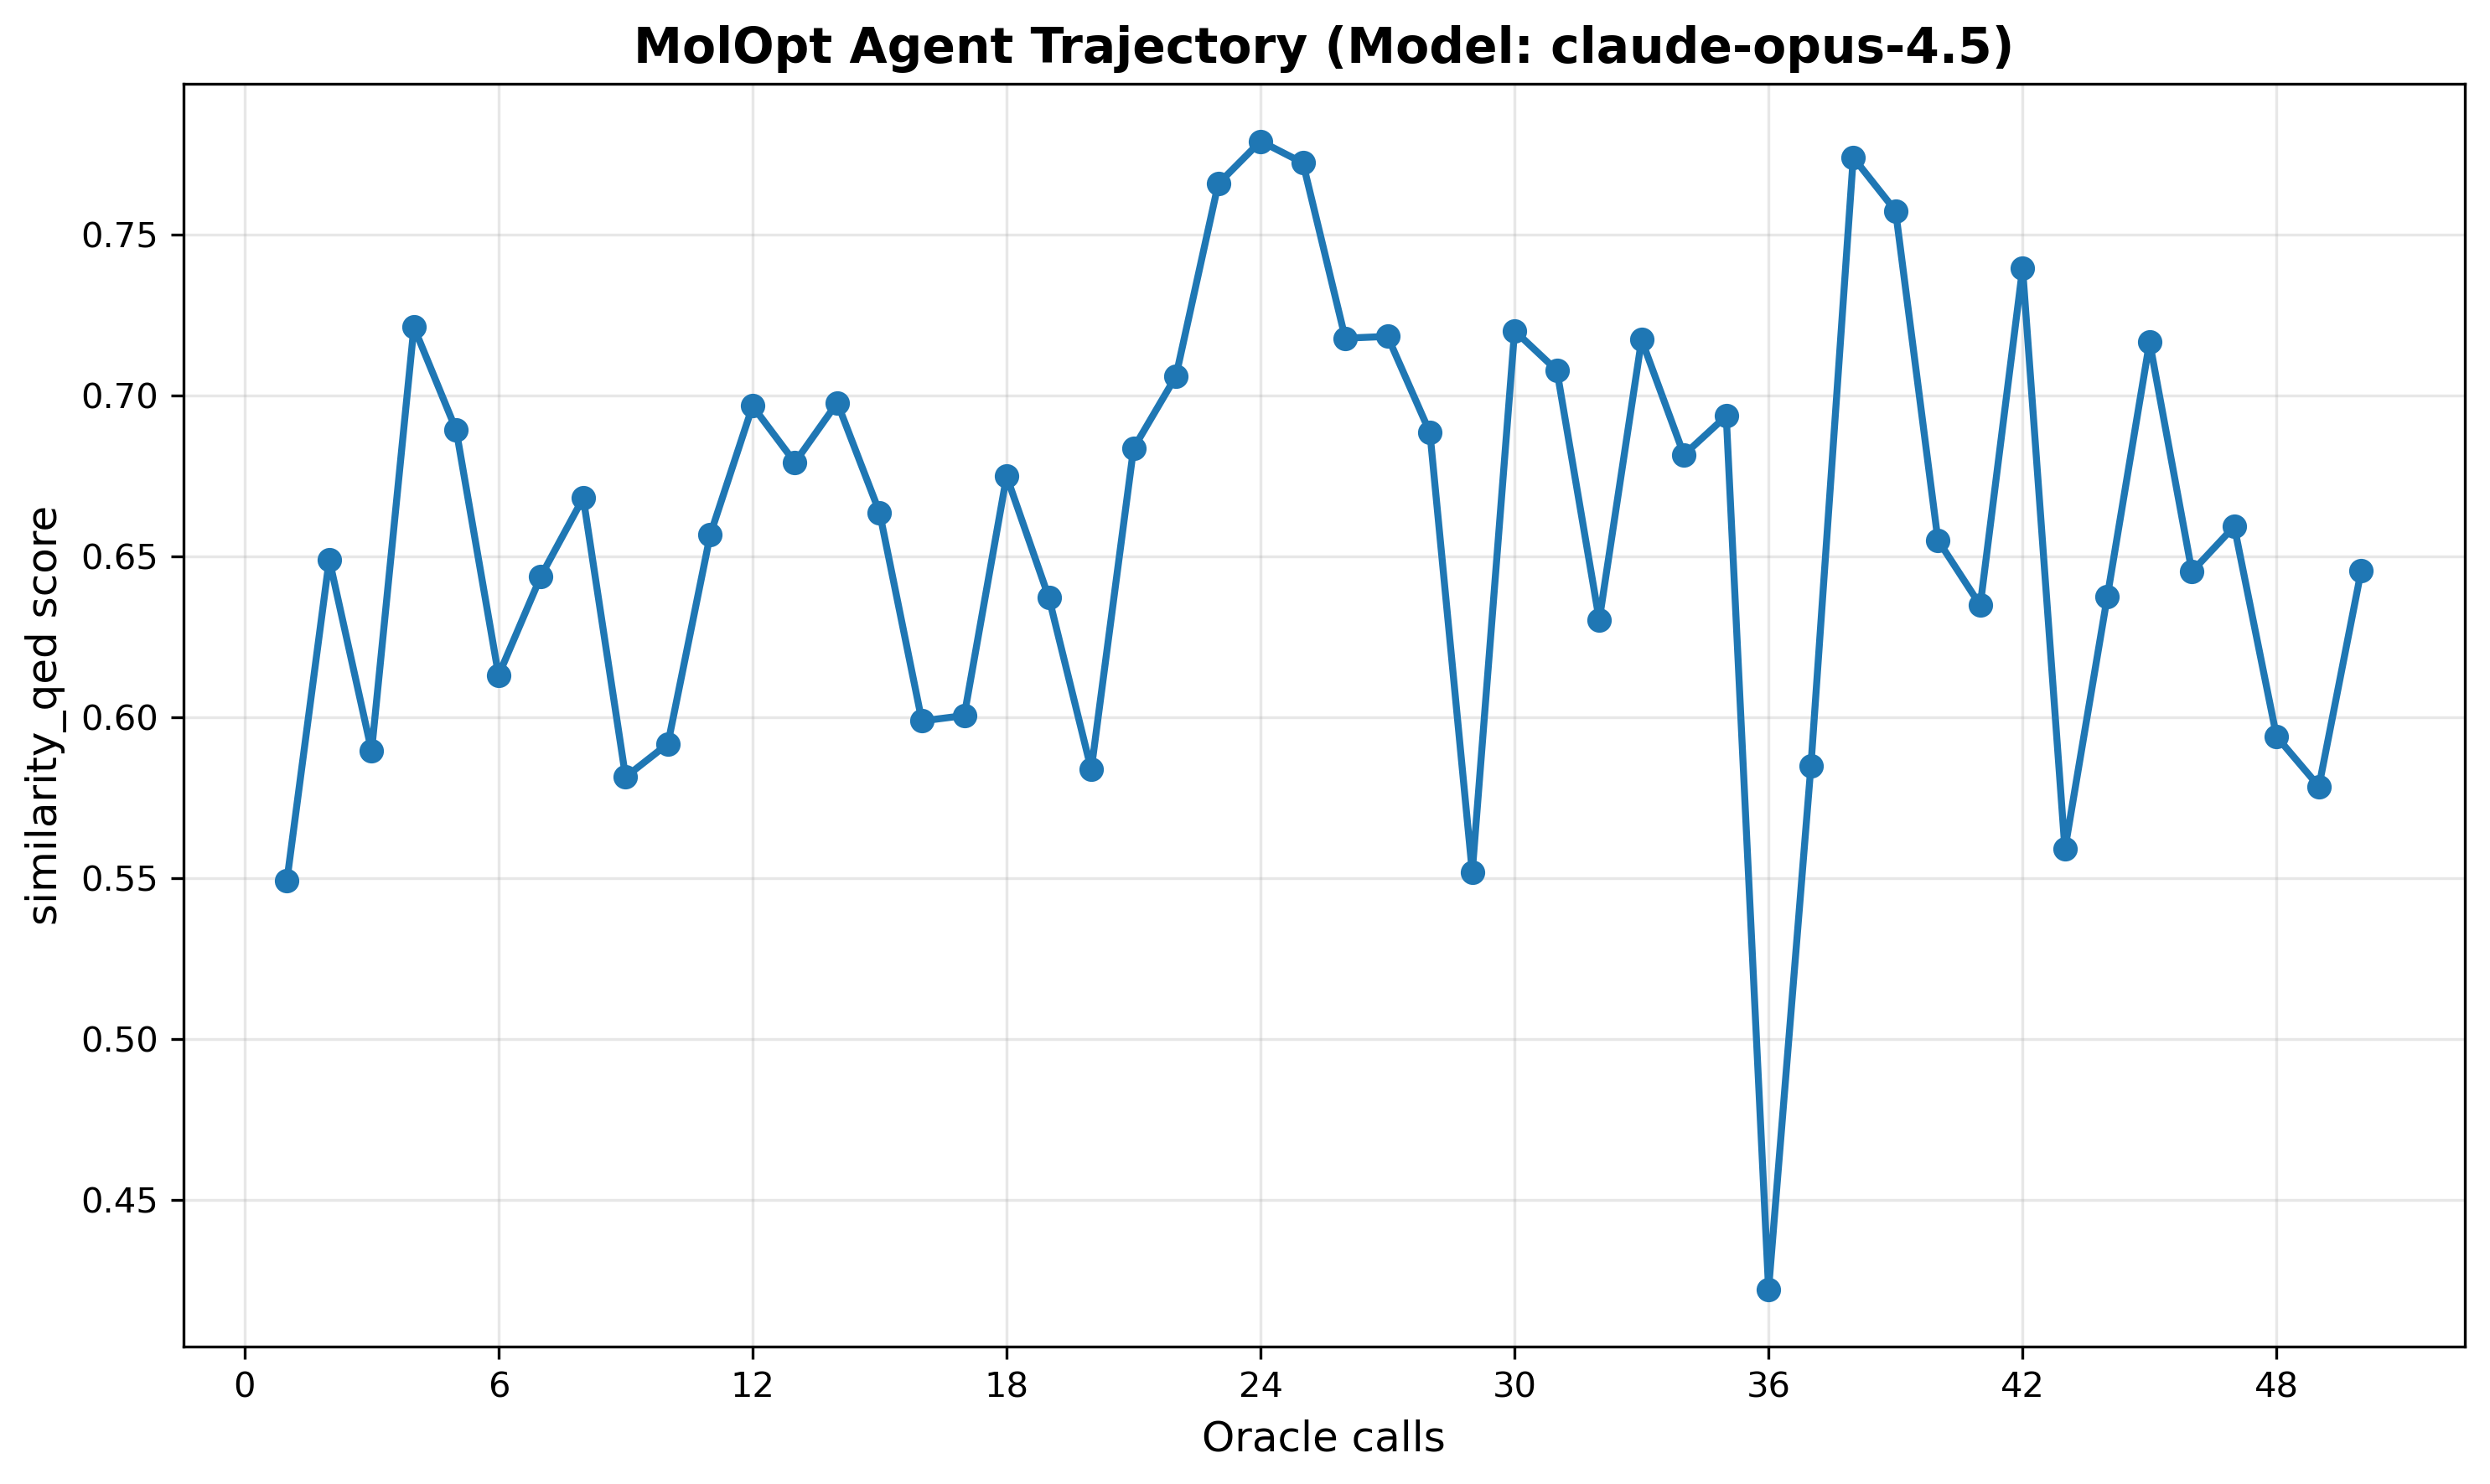 MolOpt Agent Trajectory (Model: claude-opus-4.5)
similarity_qed score
0.75
0.70
0.65
0.60
0.55
0.50
0.45
0 6 12 18 24 30 36 42 48
Oracle calls